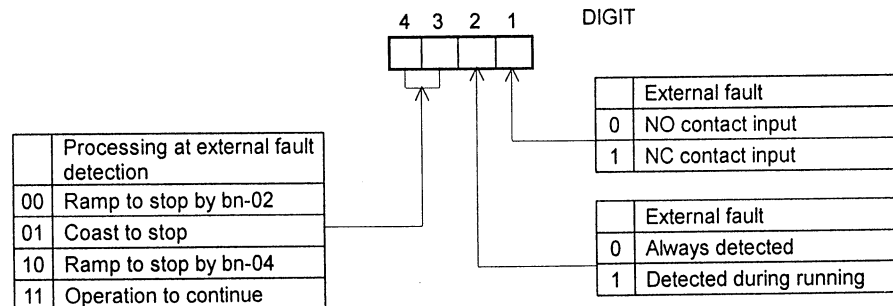 4 3 2 1 DIGIT
External fault
0 NO contact input
1 NC contact input
Processing at external fault
detection
00 Ramp to stop by bn-02
01 Coast to stop
10 Ramp to stop by bn-04
11 Operation to continue
External fault
0 Always detected
1 Detected during running